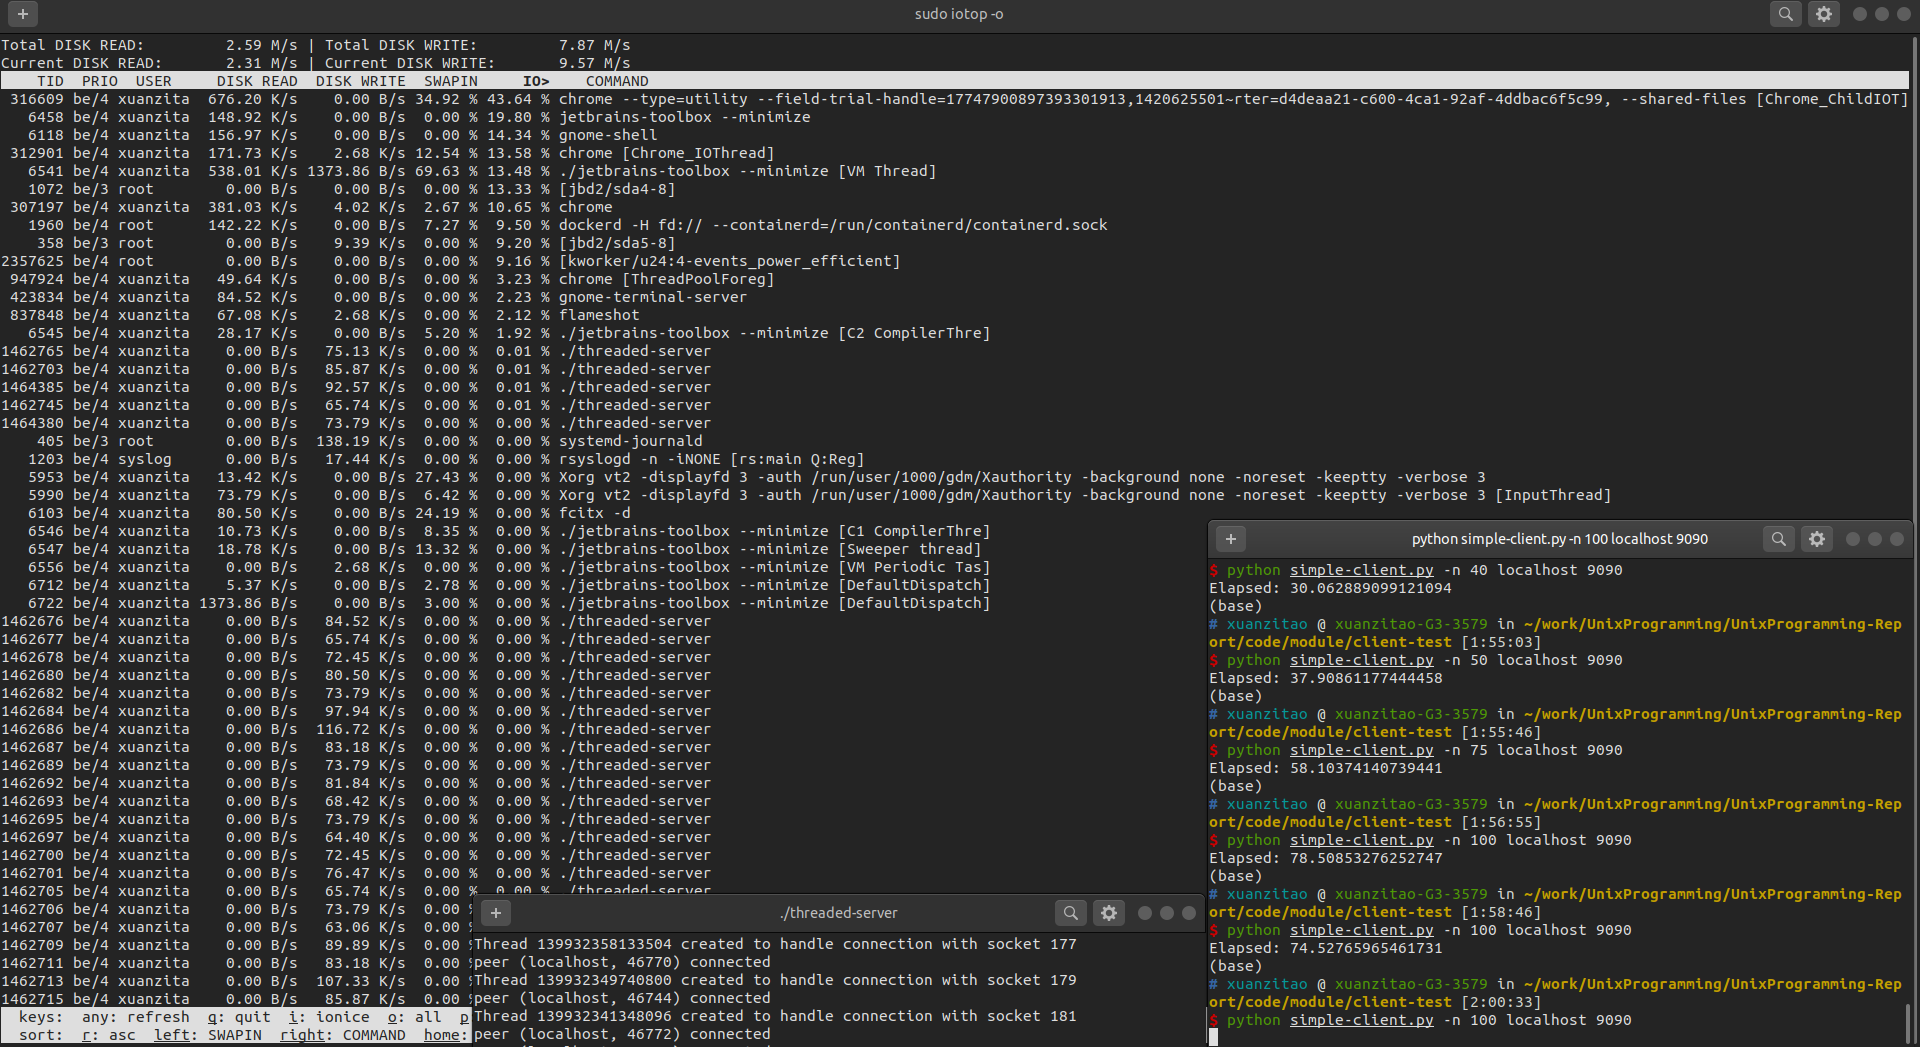 sudo iotop -o
Total DISK READ: 2.59 M/s | Total DISK WRITE: 7.87 M/s
Current DISK READ: 2.31 M/s | Current DISK WRITE: 9.57 M/s
TID PRIO USER DISK READ DISK WRITE SWAPIN IO> COMMAND
316609 be/4 xuanzita 676.20 K/s 0.00 B/s 34.92 % 43.64 % chrome --type=utility --field-trial-handle=17747900897393301913,1420625501~rter=d4deaa21-c600-4ca1-92af-4ddbac6f5c99, --shared-files [Chrome_ChildIOT]
6458 be/4 xuanzita 148.92 K/s 0.00 B/s 0.00 % 19.80 % jetbrains-toolbox --minimize
6118 be/4 xuanzita 156.97 K/s 0.00 B/s 0.00 % 14.34 % gnome-shell
312901 be/4 xuanzita 171.73 K/s 2.68 K/s 12.54 % 13.58 % chrome [Chrome_IOThread]
6541 be/4 xuanzita 538.01 K/s 1373.86 B/s 69.63 % 13.48 % ./jetbrains-toolbox --minimize [VM Thread]
1072 be/3 root 0.00 B/s 0.00 B/s 0.00 % 13.33 % [jbd2/sda4-8]
307197 be/4 xuanzita 381.03 K/s 4.02 K/s 2.67 % 10.65 % chrome
1960 be/4 root 142.22 K/s 0.00 B/s 7.27 % 9.50 % dockerd -H fd:// --containerd=/run/containerd/containerd.sock
358 be/3 root 0.00 B/s 9.39 K/s 0.00 % 9.20 % [jbd2/sda5-8]
2357625 be/4 root 0.00 B/s 0.00 B/s 0.00 % 9.16 % [kworker/u24:4-events_power_efficient]
947924 be/4 xuanzita 49.64 K/s 0.00 B/s 0.00 % 3.23 % chrome [ThreadPoolForeg]
423834 be/4 xuanzita 84.52 K/s 0.00 B/s 0.00 % 2.23 % gnome-terminal-server
837848 be/4 xuanzita 67.08 K/s 2.68 K/s 0.00 % 2.12 % flameshot
6545 be/4 xuanzita 28.17 K/s 0.00 B/s 5.20 % 1.92 % ./jetbrains-toolbox --minimize [C2 CompilerThre]
1462765 be/4 xuanzita 0.00 B/s 75.13 K/s 0.00 % 0.01 % ./threaded-server
1462703 be/4 xuanzita 0.00 B/s 85.87 K/s 0.00 % 0.01 % ./threaded-server
1464385 be/4 xuanzita 0.00 B/s 92.57 K/s 0.00 % 0.01 % ./threaded-server
1462745 be/4 xuanzita 0.00 B/s 65.74 K/s 0.00 % 0.01 % ./threaded-server
1464380 be/4 xuanzita 0.00 B/s 73.79 K/s 0.00 % 0.00 % ./threaded-server
405 be/3 root 0.00 B/s 138.19 K/s 0.00 % 0.00 % systemd-journald
1203 be/4 syslog 0.00 B/s 17.44 K/s 0.00 % 0.00 % rsyslogd -n -iNONE [rs:main Q:Reg]
5953 be/4 xuanzita 13.42 K/s 0.00 B/s 27.43 % 0.00 % Xorg vt2 -displayfd 3 -auth /run/user/1000/gdm/Xauthority -background none -noreset -keeptty -verbose 3
5990 be/4 xuanzita 73.79 K/s 0.00 B/s 6.42 % 0.00 % Xorg vt2 -displayfd 3 -auth /run/user/1000/gdm/Xauthority -background none -noreset -keeptty -verbose 3 [InputThread]
6103 be/4 xuanzita 80.50 K/s 0.00 B/s 24.19 % 0.00 % fcitx -d
6546 be/4 xuanzita 10.73 K/s 0.00 B/s 8.35 % 0.00 % ./jetbrains-toolbox --minimize [C1 CompilerThre]
6547 be/4 xuanzita 18.78 K/s 0.00 B/s 13.32 % 0.00 % ./jetbrains-toolbox --minimize [Sweeper thread]
6556 be/4 xuanzita 0.00 B/s 2.68 K/s 0.00 % 0.00 % ./jetbrains-toolbox --minimize [VM Periodic Tas]
6712 be/4 xuanzita 5.37 K/s 0.00 B/s 2.78 % 0.00 % ./jetbrains-toolbox --minimize [DefaultDispatch]
6722 be/4 xuanzita 1373.86 B/s 0.00 B/s 3.00 % 0.00 % ./jetbrains-toolbox --minimize [DefaultDispatch]
1462676 be/4 xuanzita 0.00 B/s 84.52 K/s 0.00 % 0.00 % ./threaded-server
1462677 be/4 xuanzita 0.00 B/s 65.74 K/s 0.00 % 0.00 % ./threaded-server
1462678 be/4 xuanzita 0.00 B/s 72.45 K/s 0.00 % 0.00 % ./threaded-server
1462680 be/4 xuanzita 0.00 B/s 80.50 K/s 0.00 % 0.00 % ./threaded-server
1462682 be/4 xuanzita 0.00 B/s 73.79 K/s 0.00 % 0.00 % ./threaded-server
1462684 be/4 xuanzita 0.00 B/s 97.94 K/s 0.00 % 0.00 % ./threaded-server
1462686 be/4 xuanzita 0.00 B/s 116.72 K/s 0.00 % 0.00 % ./threaded-server
1462687 be/4 xuanzita 0.00 B/s 83.18 K/s 0.00 % 0.00 % ./threaded-server
1462689 be/4 xuanzita 0.00 B/s 73.79 K/s 0.00 % 0.00 % ./threaded-server
1462692 be/4 xuanzita 0.00 B/s 81.84 K/s 0.00 % 0.00 % ./threaded-server
1462693 be/4 xuanzita 0.00 B/s 68.42 K/s 0.00 % 0.00 % ./threaded-server
1462695 be/4 xuanzita 0.00 B/s 73.79 K/s 0.00 % 0.00 % ./threaded-server
1462697 be/4 xuanzita 0.00 B/s 64.40 K/s 0.00 % 0.00 % ./threaded-server
1462700 be/4 xuanzita 0.00 B/s 72.45 K/s 0.00 % 0.00 % ./threaded-server
1462701 be/4 xuanzita 0.00 B/s 76.47 K/s 0.00 % 0.00 % ./threaded-server
1462705 be/4 xuanzita 0.00 B/s 65.74 K/s 0.00 % 0.00 % ./threaded-server
1462706 be/4 xuanzita 0.00 B/s 73.79 K/s 0.00 %
1462707 be/4 xuanzita 0.00 B/s 63.06 K/s 0.00 %
1462709 be/4 xuanzita 0.00 B/s 89.89 K/s 0.00 %
1462711 be/4 xuanzita 0.00 B/s 83.18 K/s 0.00 %
1462713 be/4 xuanzita 0.00 B/s 107.33 K/s 0.00 %
1462715 be/4 xuanzita 0.00 B/s 85.87 K/s 0.00 %
keys: any: refresh q: quit i: ionice o: all p
sort: r: asc left: SWAPIN right: COMMAND home:
./threaded-server
Thread 139932358133504 created to handle connection with socket 177
peer (localhost, 46770) connected
Thread 139932349740800 created to handle connection with socket 179
peer (localhost, 46744) connected
Thread 139932341348096 created to handle connection with socket 181
peer (localhost, 46772) connected
python simple-client.py -n 100 localhost 9090
$ python simple-client.py -n 40 localhost 9090
Elapsed: 30.062889099121094
(base)
# xuanzitao @ xuanzitao-G3-3579 in ~/work/UnixProgramming/UnixProgramming-Rep
ort/code/module/client-test [1:55:03]
$ python simple-client.py -n 50 localhost 9090
Elapsed: 37.90861177444458
(base)
# xuanzitao @ xuanzitao-G3-3579 in ~/work/UnixProgramming/UnixProgramming-Rep
ort/code/module/client-test [1:55:46]
$ python simple-client.py -n 75 localhost 9090
Elapsed: 58.10374140739441
(base)
# xuanzitao @ xuanzitao-G3-3579 in ~/work/UnixProgramming/UnixProgramming-Rep
ort/code/module/client-test [1:56:55]
$ python simple-client.py -n 100 localhost 9090
Elapsed: 78.50853276252747
(base)
# xuanzitao @ xuanzitao-G3-3579 in ~/work/UnixProgramming/UnixProgramming-Rep
ort/code/module/client-test [1:58:46]
$ python simple-client.py -n 100 localhost 9090
Elapsed: 74.52765965461731
(base)
# xuanzitao @ xuanzitao-G3-3579 in ~/work/UnixProgramming/UnixProgramming-Rep
ort/code/module/client-test [2:00:33]
$ python simple-client.py -n 100 localhost 9090